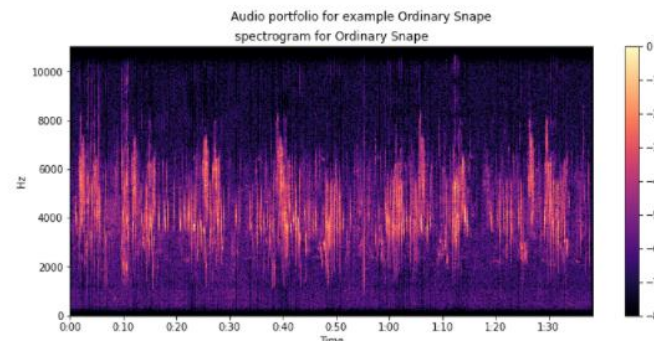 Audio portfolio for example Ordinary Snape
spectrogram for Ordinary Snape
10000
8000
6000
4000
2000
0
Hz
0:00 0:10 0:20 0:30 0:40 0:50 1:00 1:10 1:20 1:30
Time
0